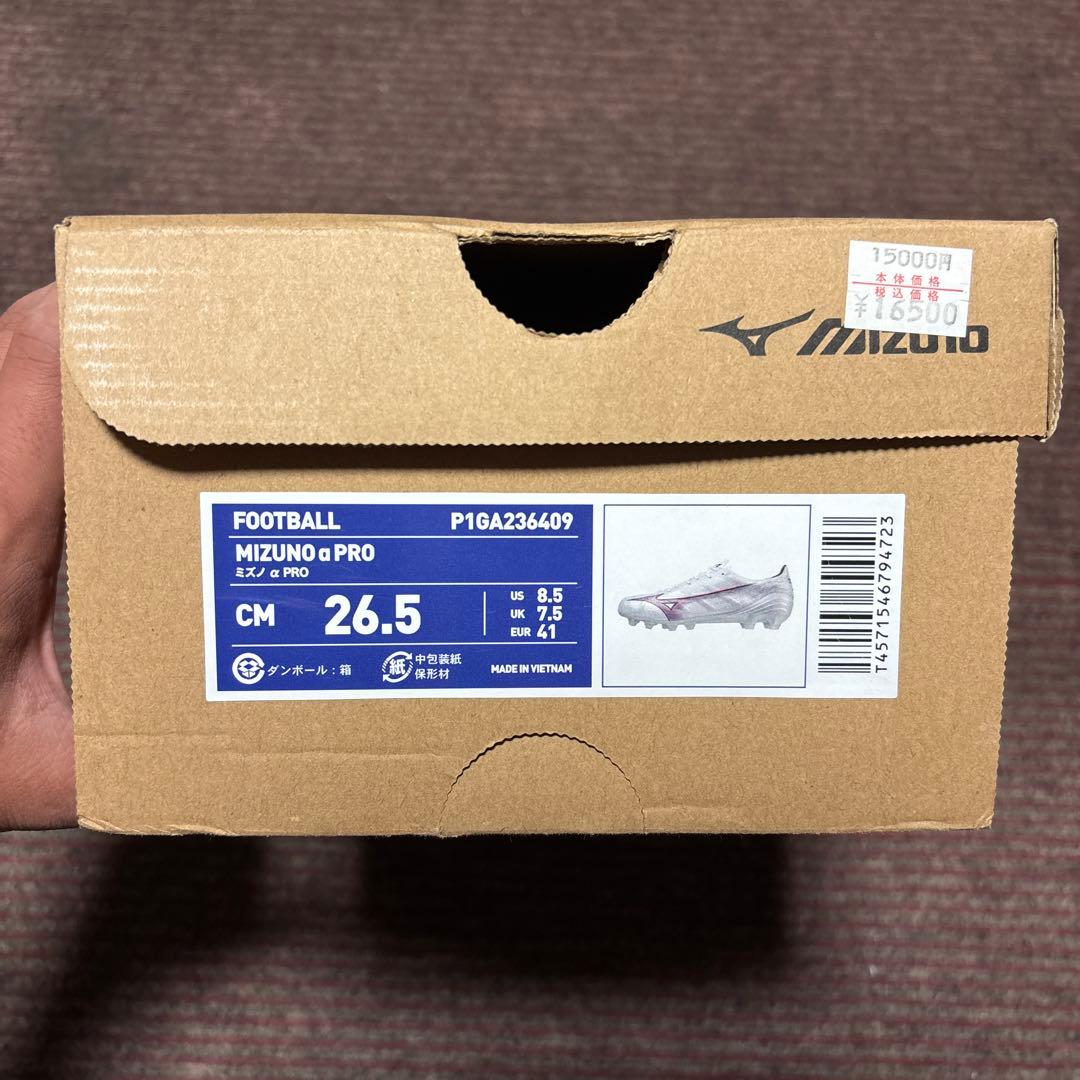 15000円
本体価格
税込価格
¥16500
MIZUNO
FOOTBALL P1GA236409
MIZUNO α PRO
ミズノ α PRO
CM 26.5
US 8.5
UK 7.5
EUR 41
ダンボール：箱
紙 中包装紙
保形材
MADE IN VIETNAM
T4571546794723